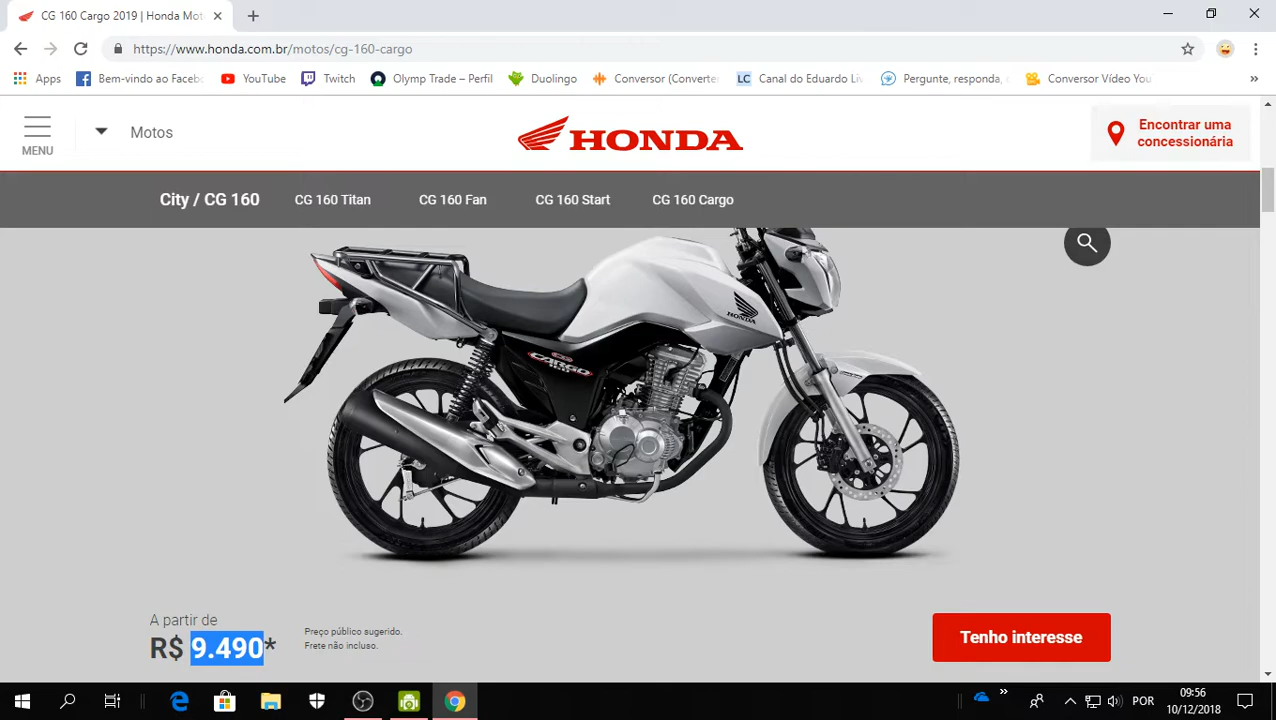 CG 160 Cargo 2019 | Honda Mot
https://www.honda.com.br/motos/cg-160-cargo
Apps
Bem-vindo ao Faceb
YouTube
Twitch
Olymp Trade – Perfil
Duolingo
Conversor (Converte
LC
Canal do Eduardo Liv
Pergunte, responda,
Conversor Vídeo You
»
MENU
Motos
HONDA
Encontrar uma
concessionária
City / CG 160
CG 160 Titan
CG 160 Fan
CG 160 Start
CG 160 Cargo
HONDA
CARGO
A partir de
R$ 9.490*
Preço público sugerido.
Frete não incluso.
Tenho interesse
»
POR
09:56
10/12/2018